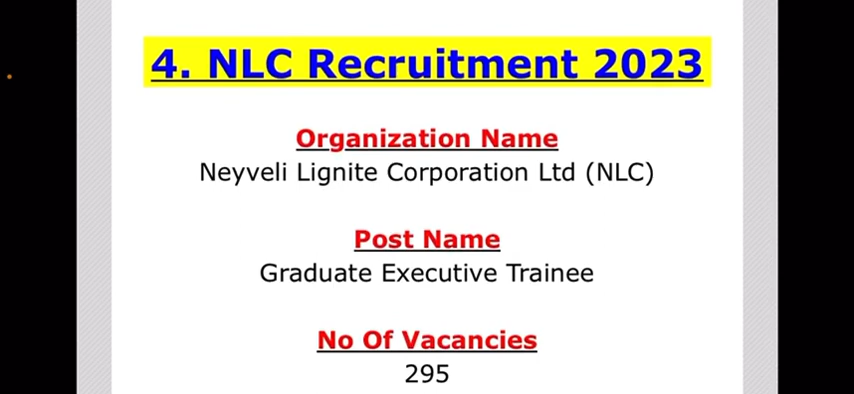 4. NLC Recruitment 2023
Organization Name
Neyveli Lignite Corporation Ltd (NLC)
Post Name
Graduate Executive Trainee
No Of Vacancies
295